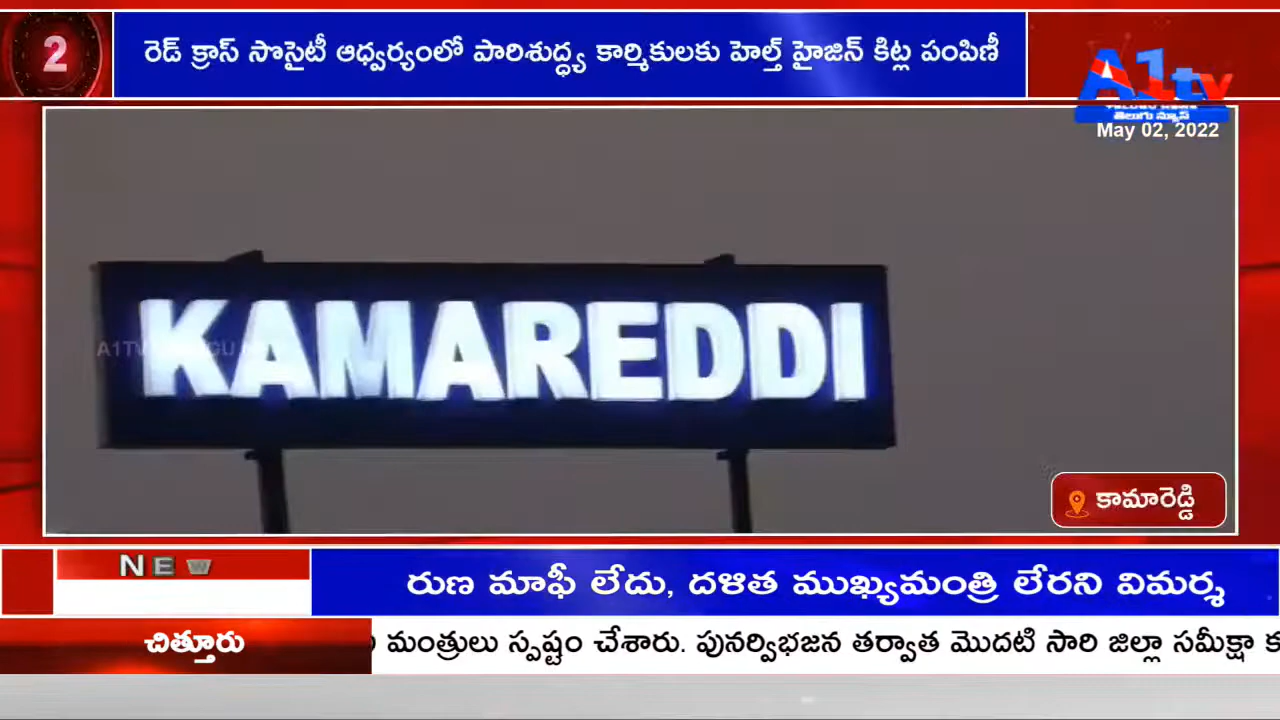 2
రెడ్ క్రాస్ సొసైటీ ఆధ్వర్యంలో పారిశుద్ధ్య కార్మికులకు హెల్త్ హైజిన్ కిట్ల పంపిణీ
A1tv
తెలుగు న్యూస్
May 02, 2022
KAMAREDDI
A1TV
కామారెడ్డి
NEW
రుణ మాఫీ లేదు, దళిత ముఖ్యమంత్రి లేరని విమర్శ
చిత్తూరు
మంత్రులు స్పష్టం చేశారు. పునర్విభజన తర్వాత మొదటి సారి జిల్లా సమీక్షా